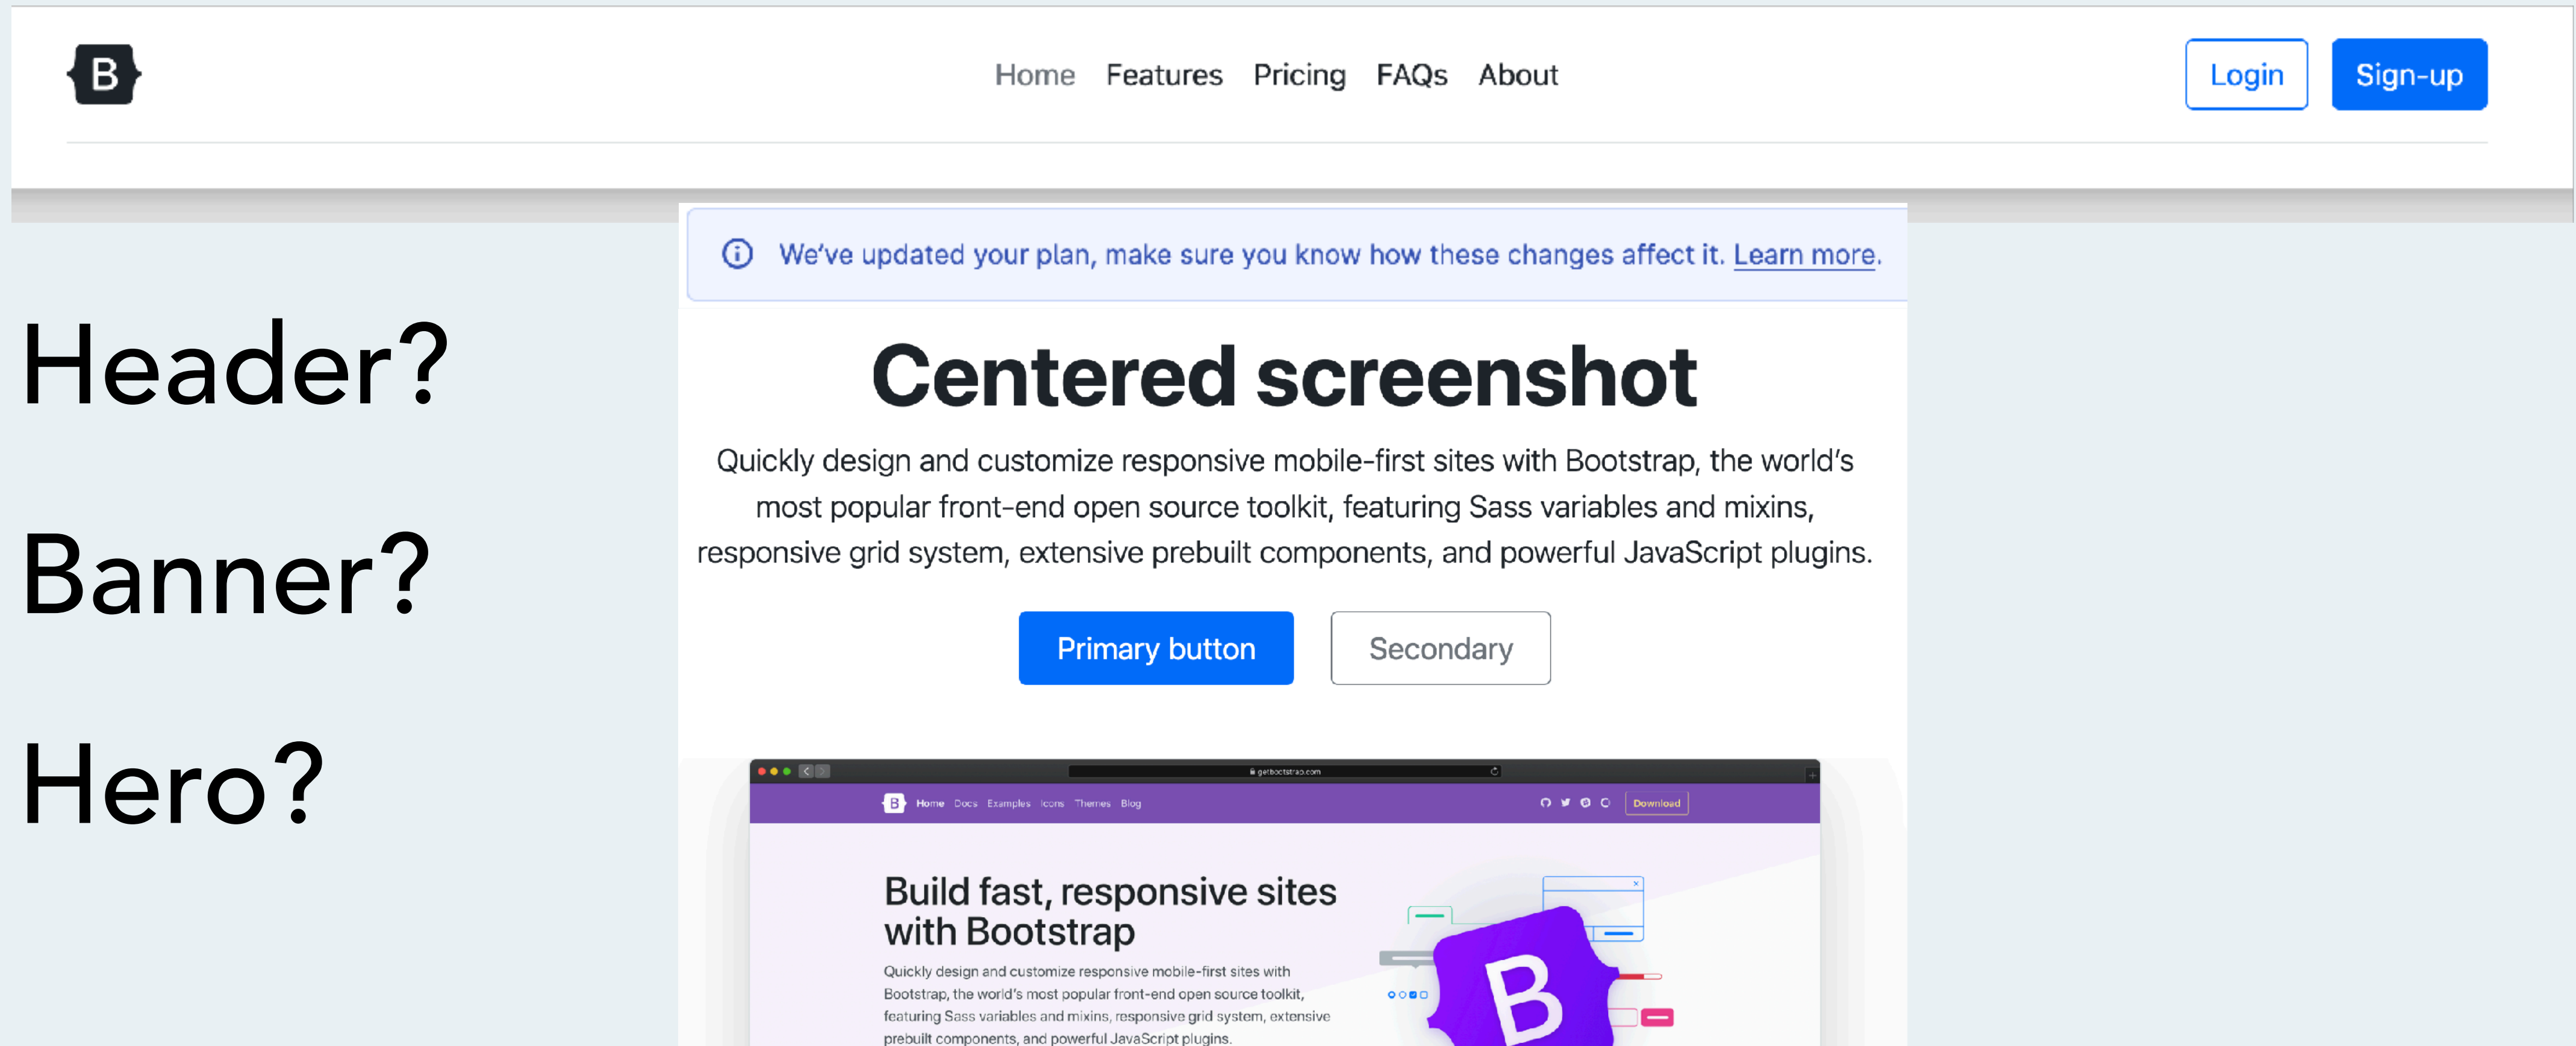 B
Home Features Pricing FAQs About
Login Sign-up
We've updated your plan, make sure you know how these changes affect it. Learn more.
Header?
Banner?
Hero?
Centered screenshot
Quickly design and customize responsive mobile-first sites with Bootstrap, the world's
most popular front-end open source toolkit, featuring Sass variables and mixins,
responsive grid system, extensive prebuilt components, and powerful JavaScript plugins.
Primary button Secondary
getbootstrap.com
B Home Docs Examples Icons Themes Blog Download
Build fast, responsive sites
with Bootstrap
Quickly design and customize responsive mobile-first sites with
Bootstrap, the world's most popular front-end open source toolkit,
featuring Sass variables and mixins, responsive grid system, extensive
prebuilt components, and powerful JavaScript plugins.
B